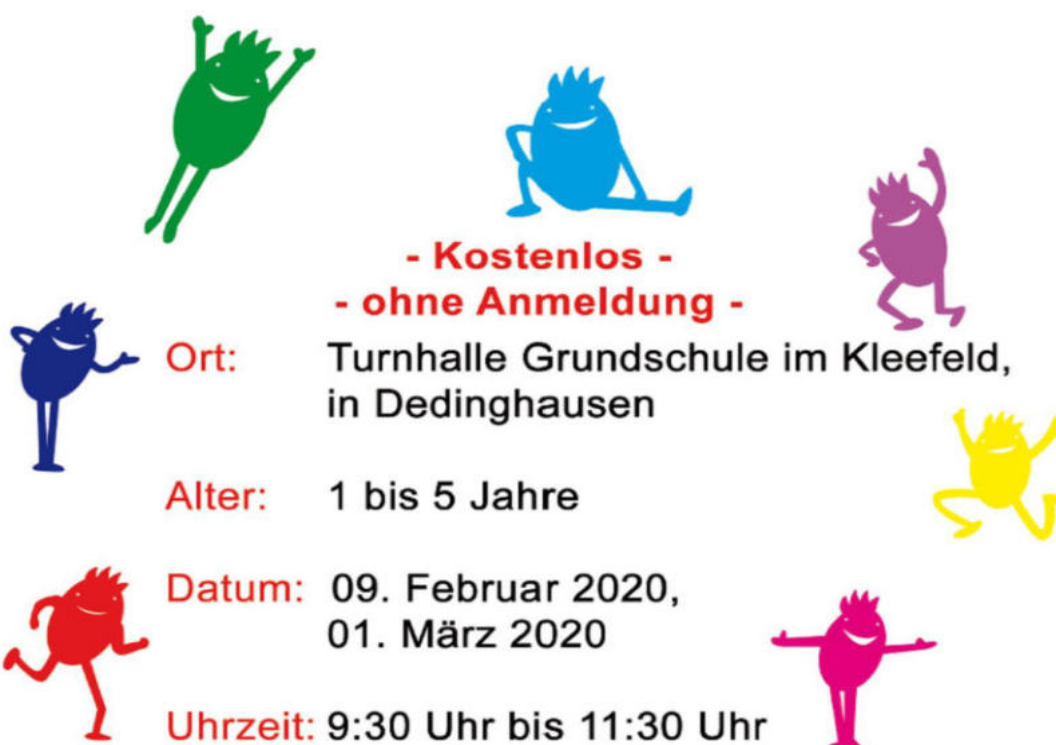 - Kostenlos -
- ohne Anmeldung -
Ort: Turnhalle Grundschule im Kleefeld,
in Dedinghausen
Alter: 1 bis 5 Jahre
Datum: 09. Februar 2020,
01. März 2020
Uhrzeit: 9:30 Uhr bis 11:30 Uhr